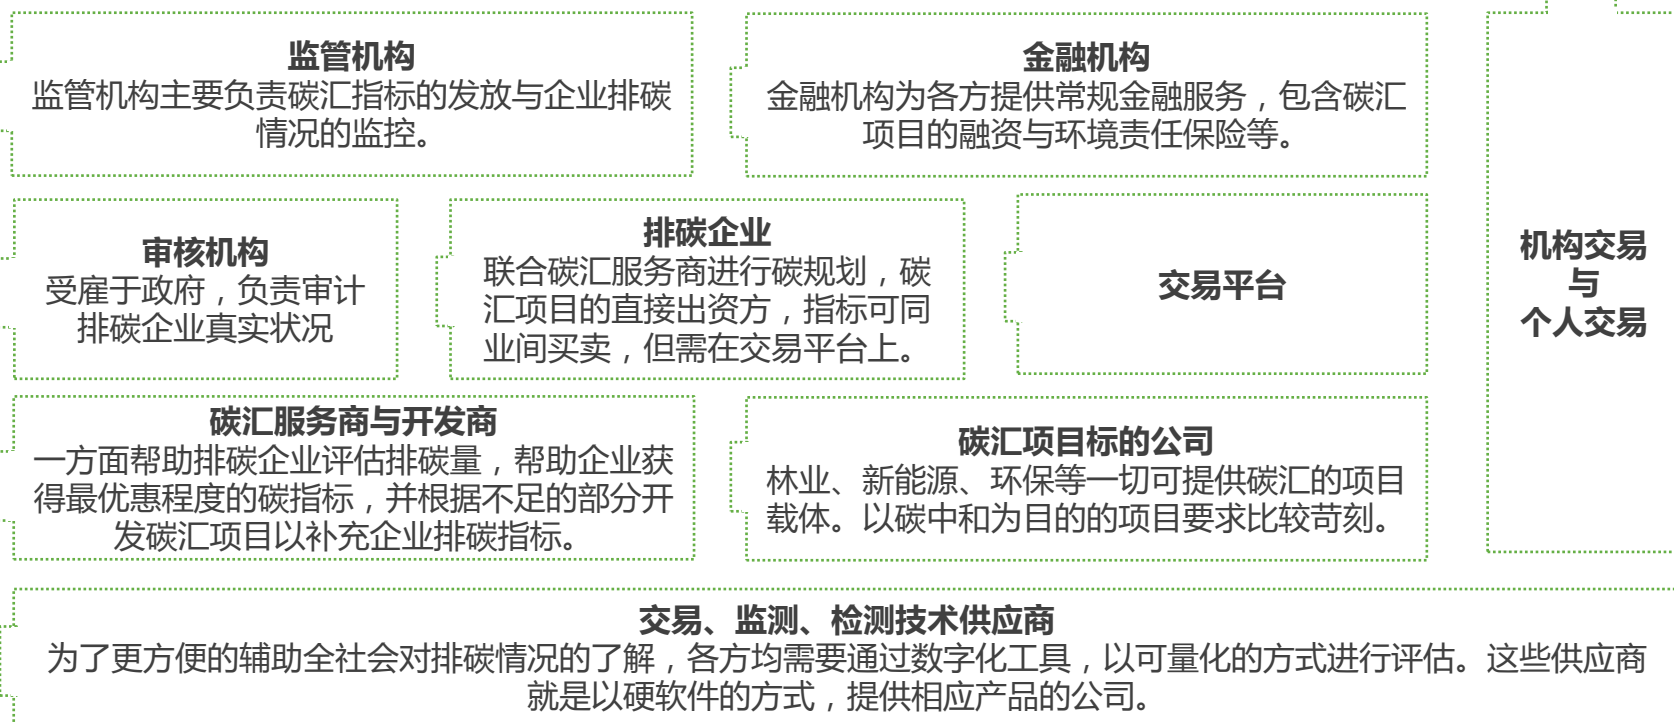 监管机构
监管机构主要负责碳汇指标的发放与企业排碳
情况的监控。
金融机构
金融机构为各方提供常规金融服务，包含碳汇
项目的融资与环境责任保险等。
审核机构
受雇于政府，负责审计
排碳企业真实状况
排碳企业
联合碳汇服务商进行碳规划，碳
汇项目的直接出资方，指标可同
业间买卖，但需在交易平台上。
交易平台
机构交易
与
个人交易
碳汇服务商与开发商
一方面帮助排碳企业评估排碳量，帮助企业获
得最优惠程度的碳指标，并根据不足的部分开
发碳汇项目以补充企业排碳指标。
碳汇项目标的公司
林业、新能源、环保等一切可提供碳汇的项目
载体。以碳中和为目的的项目要求比较苛刻。
交易、监测、检测技术供应商
为了更方便的辅助全社会对排碳情况的了解，各方均需要通过数字化工具，以可量化的方式进行评估。这些供应商
就是以硬软件的方式，提供相应产品的公司。